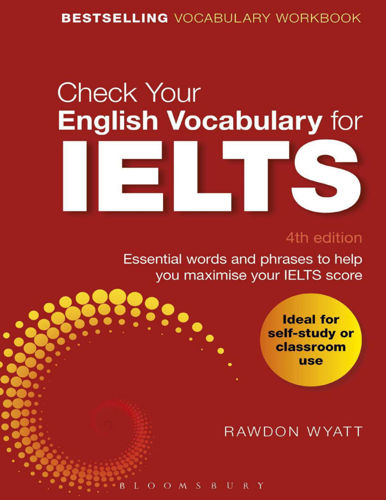 BESTSELLING VOCABULARY WORKBOOK
Check Your
English Vocabulary for
IELTS
4th edition
Essential words and phrases to help
you maximise your IELTS score
Ideal for
self-study or
classroom
use
RAWDON WYATT
BLOOMSBURY